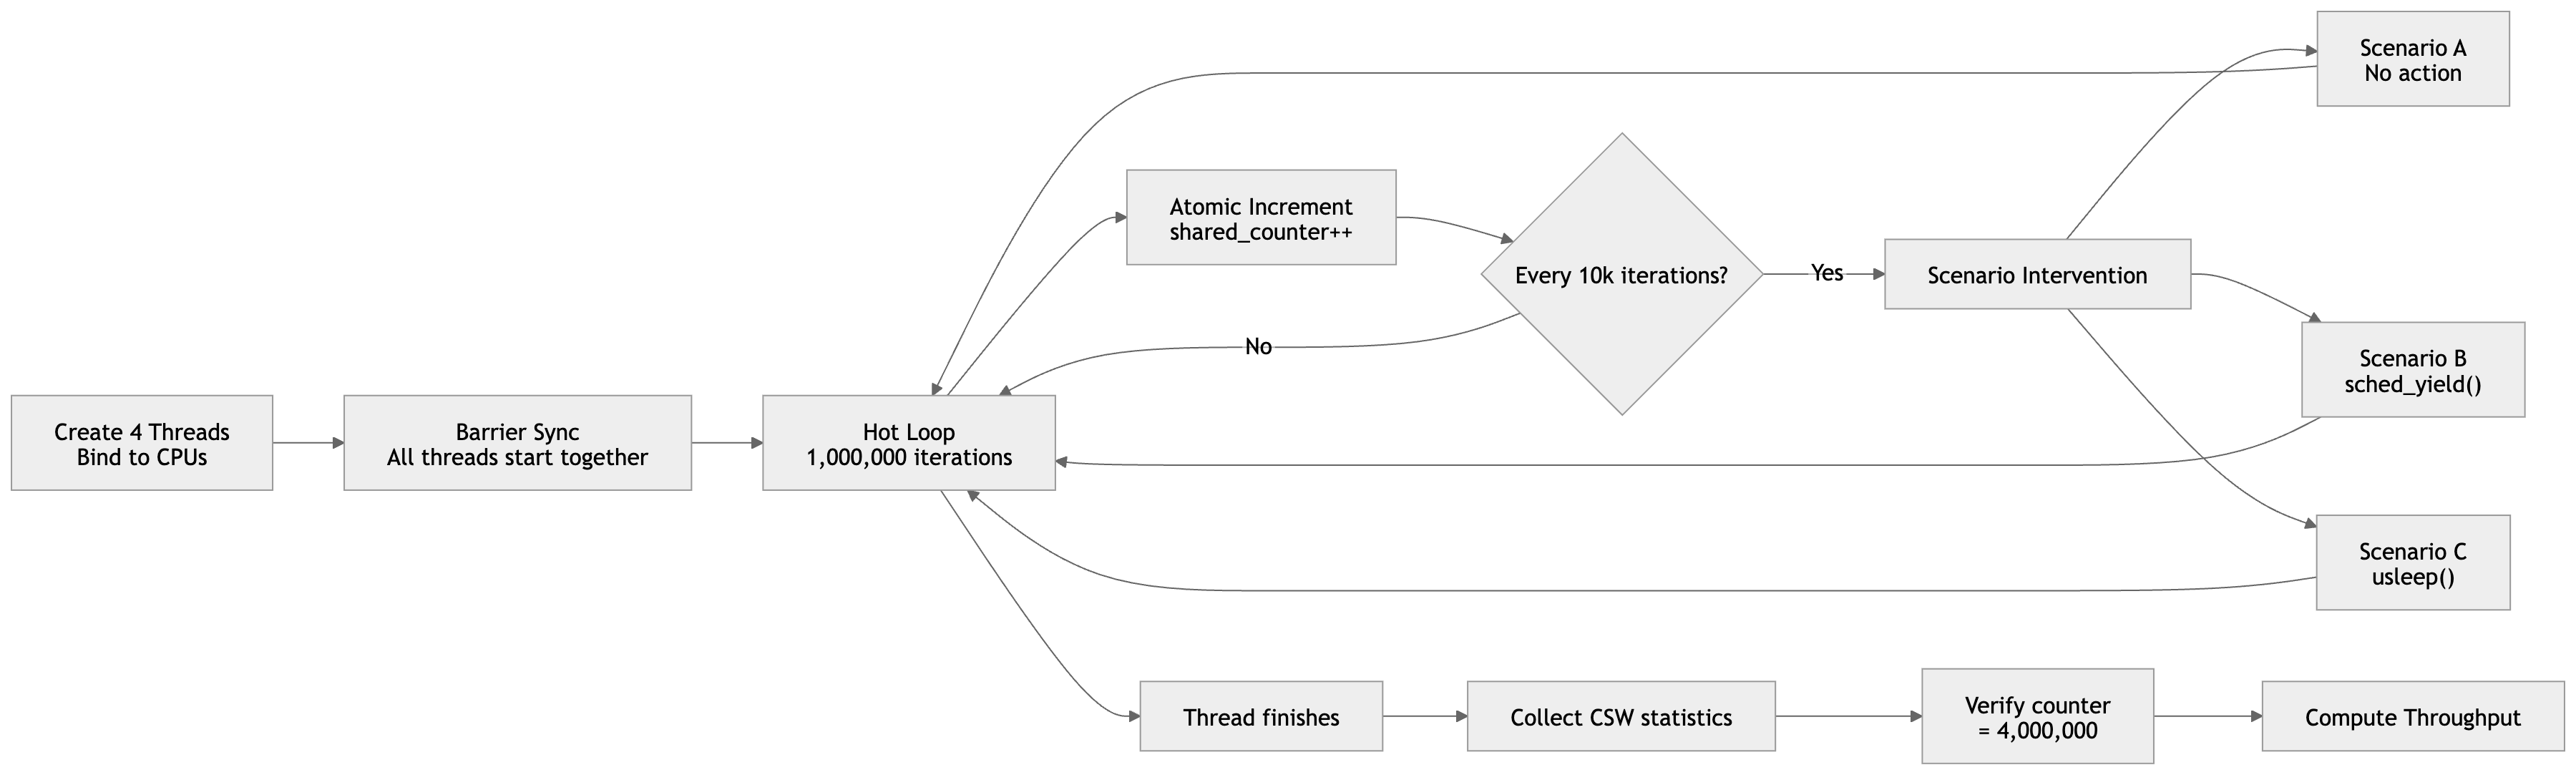 Create 4 Threads
Bind to CPUs
Barrier Sync
All threads start together
Hot Loop
1,000,000 iterations
Atomic Increment
shared_counter++
Every 10k iterations?
No
Yes
Scenario Intervention
Scenario A
No action
Scenario B
sched_yield()
Scenario C
usleep()
Thread finishes
Collect CSW statistics
Verify counter
= 4,000,000
Compute Throughput